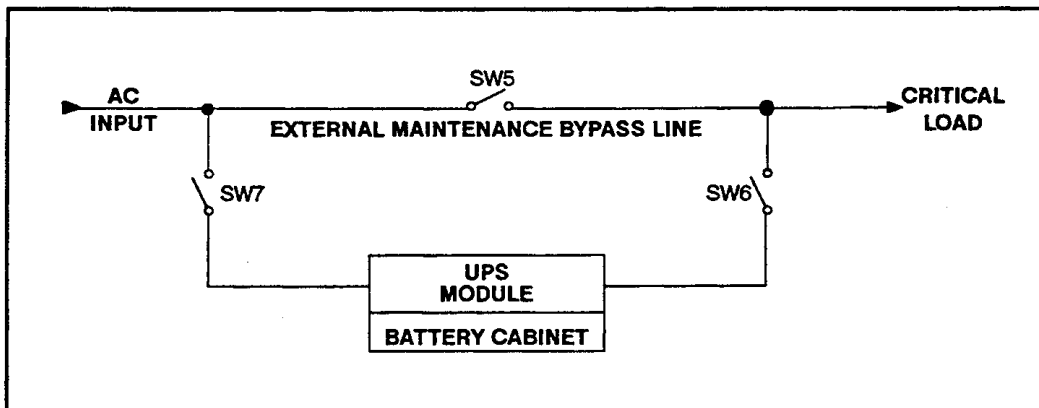 SW5
AC
INPUT
EXTERNAL MAINTENANCE BYPASS LINE
CRITICAL
LOAD
SW7
SW6
UPS
MODULE
BATTERY CABINET